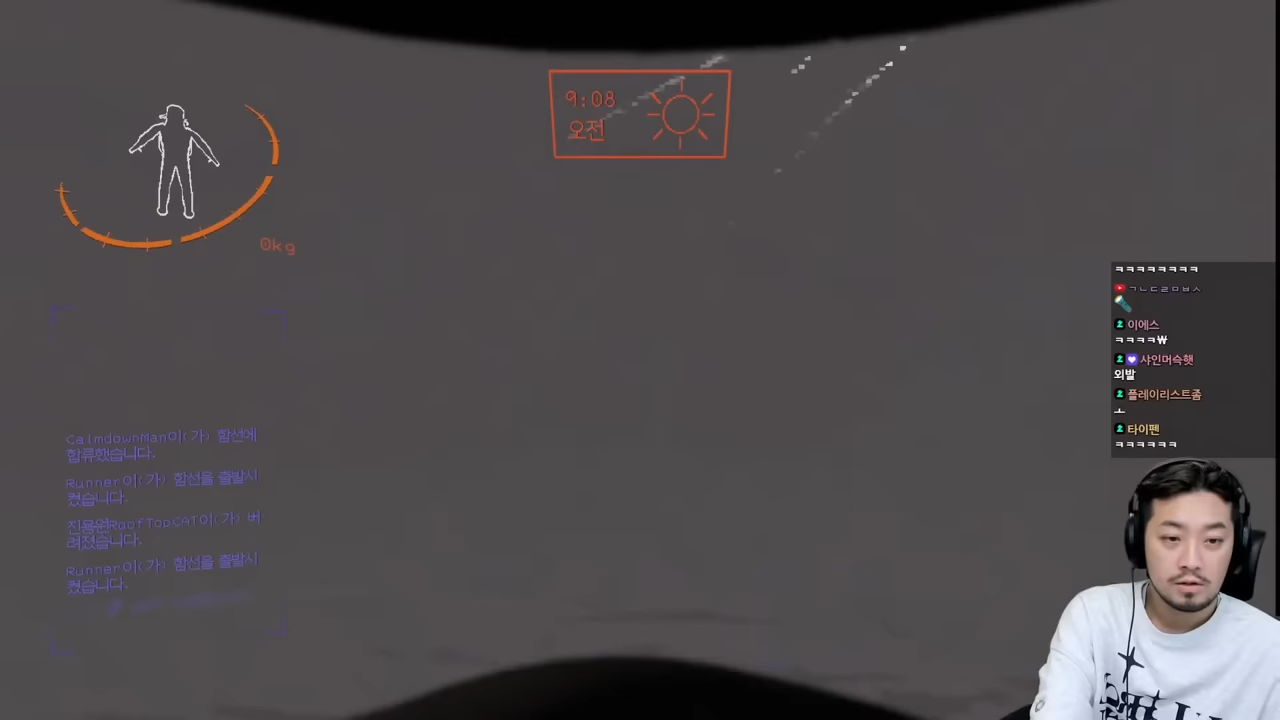 9:08
오전
0kg
CalmdownMan이(가) 함선에
합류했습니다.
Runner이(가) 함선을 출발시
켰습니다.
진용원RoofTopCAT이(가) 버
려졌습니다.
Runner이(가) 함선을 출발시
켰습니다.
ㅋㅋㅋㅋㅋㅋㅋㅋ
ㄱㄴㄷㄹㅁㅂㅅ
이에스
ㅋㅋㅋㅋ₩
샤인머슥햇
외발
플레이리스트좀
ㅗ
타이펜
ㅋㅋㅋㅋㅋㅋ